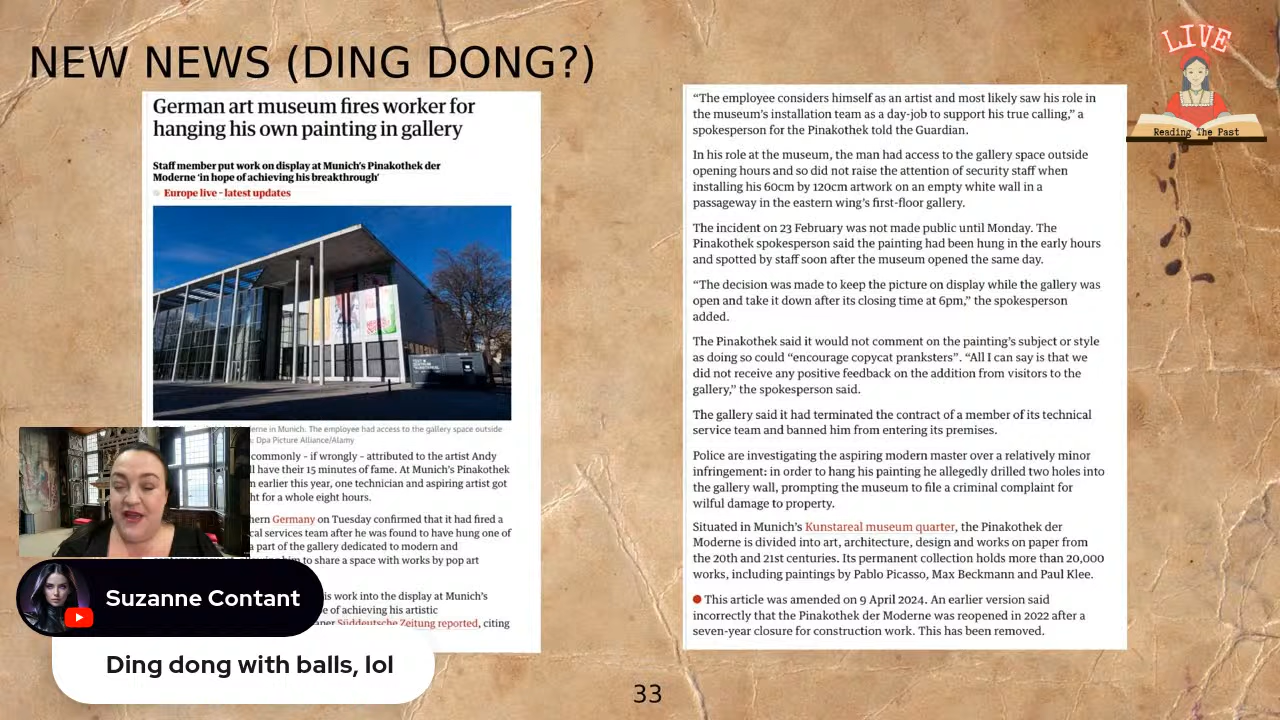 NEW NEWS (DING DONG?)
LIVE
Reading The Past
German art museum fires worker for
hanging his own painting in gallery
Staff member put work on display at Munich's Pinakothek der
Moderne 'in hope of achieving his breakthrough'
Europe live – latest updates
erne in Munich. The employee had access to the gallery space outside
Dpa Picture Alliance/Alamy
commonly – if wrongly – attributed to the artist Andy
ll have their 15 minutes of fame. At Munich's Pinakothek
earlier this year, one technician and aspiring artist got
ht for a whole eight hours.
hern Germany on Tuesday confirmed that it had fired a
cal services team after he was found to have hung one of
a part of the gallery dedicated to modern and
him to share a space with works by pop art
is work into the display at Munich's
e of achieving his artistic
aper Süddeutsche Zeitung reported, citing
“The employee considers himself as an artist and most likely saw his role in
the museum's installation team as a day-job to support his true calling,” a
spokesperson for the Pinakothek told the Guardian.
In his role at the museum, the man had access to the gallery space outside
opening hours and so did not raise the attention of security staff when
installing his 60cm by 120cm artwork on an empty white wall in a
passageway in the eastern wing's first-floor gallery.
The incident on 23 February was not made public until Monday. The
Pinakothek spokesperson said the painting had been hung in the early hours
and spotted by staff soon after the museum opened the same day.
“The decision was made to keep the picture on display while the gallery was
open and take it down after its closing time at 6pm,” the spokesperson
added.
The Pinakothek said it would not comment on the painting's subject or style
as doing so could “encourage copycat pranksters”. “All I can say is that we
did not receive any positive feedback on the addition from visitors to the
gallery,” the spokesperson said.
The gallery said it had terminated the contract of a member of its technical
service team and banned him from entering its premises.
Police are investigating the aspiring modern master over a relatively minor
infringement: in order to hang his painting he allegedly drilled two holes into
the gallery wall, prompting the museum to file a criminal complaint for
wilful damage to property.
Situated in Munich's Kunstareal museum quarter, the Pinakothek der
Moderne is divided into art, architecture, design and works on paper from
the 20th and 21st centuries. Its permanent collection holds more than 20,000
works, including paintings by Pablo Picasso, Max Beckmann and Paul Klee.
This article was amended on 9 April 2024. An earlier version said
incorrectly that the Pinakothek der Moderne was reopened in 2022 after a
seven-year closure for construction work. This has been removed.
Suzanne Contant
Ding dong with balls, lol
33